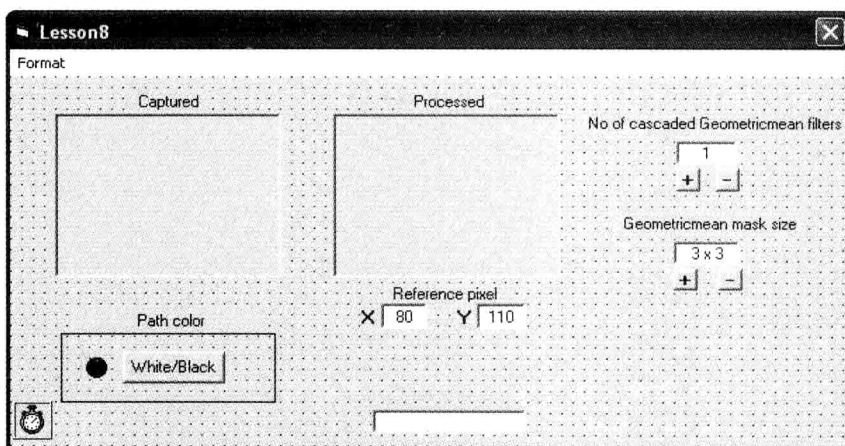 Lesson8
Format
Captured
Processed
No of cascaded Geometricmean filters
1
+ -
Geometricmean mask size
3 x 3
+ -
Reference pixel
X 80 Y 110
Path color
White/Black